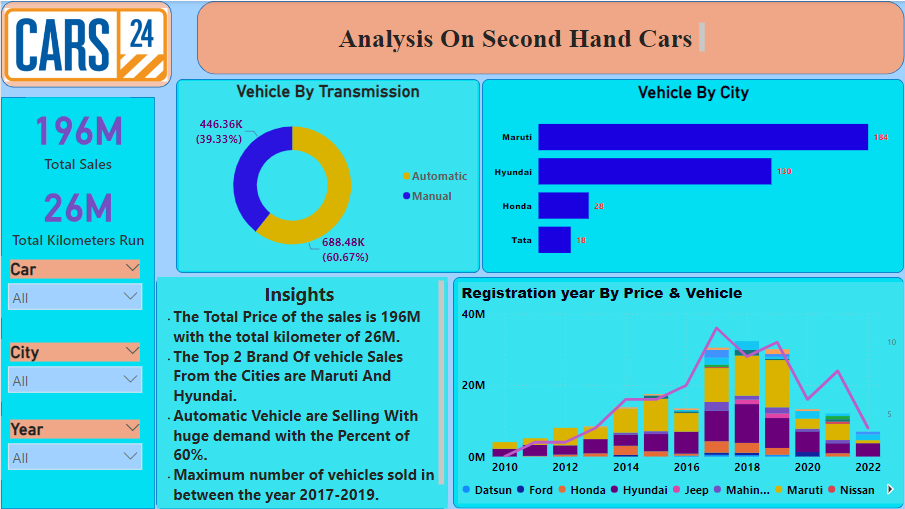 CARS 24
Analysis On Second Hand Cars
196M
Total Sales
26M
Total Kilometers Run
Car
All
City
All
Year
All
Vehicle By Transmission
446.36K
(39.33%)
688.48K
(60.67%)
Automatic
Manual
Vehicle By City
Maruti 184
Hyundai 130
Honda 28
Tata 18
Insights
. The Total Price of the sales is 196M
with the total kilometer of 26M.
. The Top 2 Brand Of vehicle Sales
From the Cities are Maruti And
Hyundai.
. Automatic Vehicle are Selling With
huge demand with the Percent of
60%.
. Maximum number of vehicles sold in
between the year 2017-2019.
Registration year By Price & Vehicle
40M
10
20M
5
0M
2010 2012 2014 2016 2018 2020 2022
Datsun Ford Honda Hyundai Jeep Mahin... Maruti Nissan